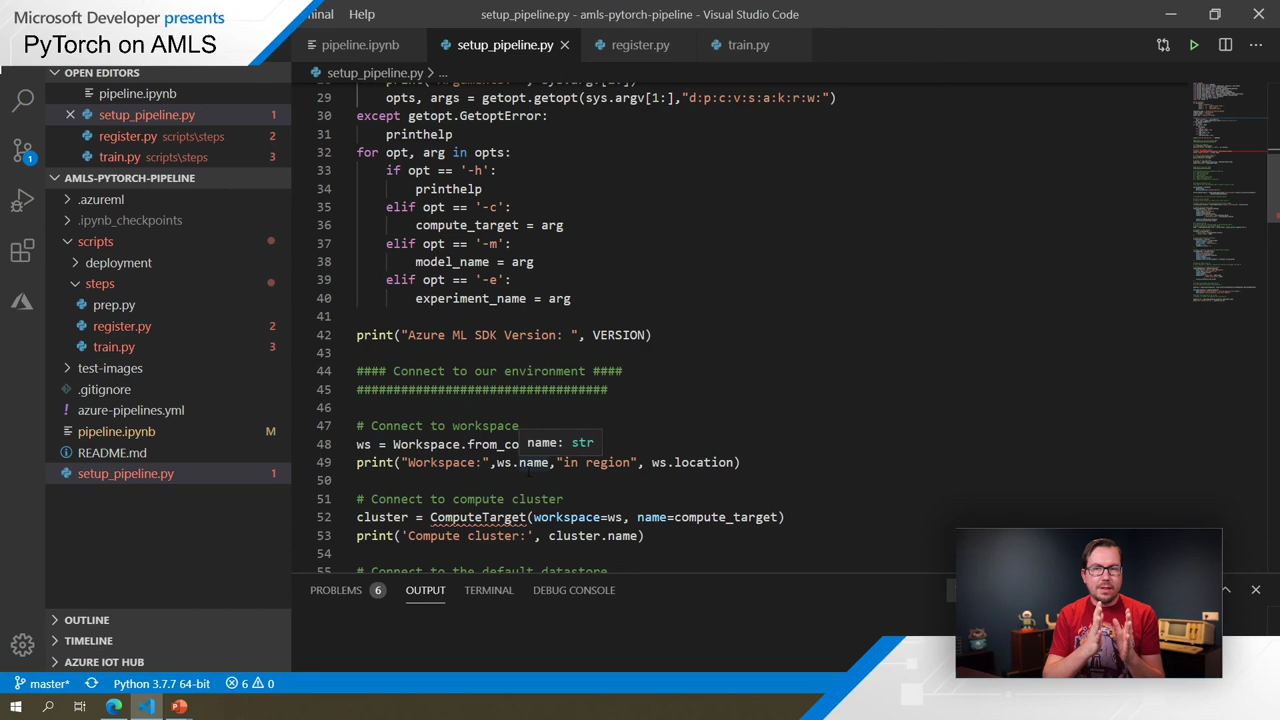 Microsoft Developer presents
PyTorch on AMLS
Help
setup_pipeline.py - amls-pytorch-pipeline - Visual Studio Code
pipeline.ipynb
setup_pipeline.py
register.py
train.py
OPEN EDITORS
pipeline.ipynb
setup_pipeline.py 1
register.py scripts\steps 2
train.py scripts\steps 3
AMLS-PYTORCH-PIPELINE
.azureml
.ipynb_checkpoints
scripts
deployment
steps
prep.py
register.py 2
train.py 3
test-images
.gitignore
azure-pipelines.yml
pipeline.ipynb M
README.md
setup_pipeline.py 1
OUTLINE
TIMELINE
AZURE IOT HUB
1
setup_pipeline.py > ...
29 opts, args = getopt.getopt(sys.argv[1:],"d:p:c:v:s:a:k:r:w:")
30 except getopt.GetoptError:
31 printhelp
32 for opt, arg in opts:
33 if opt == '-h':
34 printhelp
35 elif opt == '-c':
36 compute_target = arg
37 elif opt == '-m':
38 model_name = arg
39 elif opt == '-e':
40 experiment_name = arg
41
42 print("Azure ML SDK Version: ", VERSION)
43
44 #### Connect to our environment ####
45 #################################
46
47 # Connect to workspace
name: str
48 ws = Workspace.from_co
49 print("Workspace:",ws.name,"in region", ws.location)
50
51 # Connect to compute cluster
52 cluster = ComputeTarget(workspace=ws, name=compute_target)
53 print('Compute cluster:', cluster.name)
54
55 # Connect to the default datastore
PROBLEMS 6 OUTPUT TERMINAL DEBUG CONSOLE
master* Python 3.7.7 64-bit 6 0